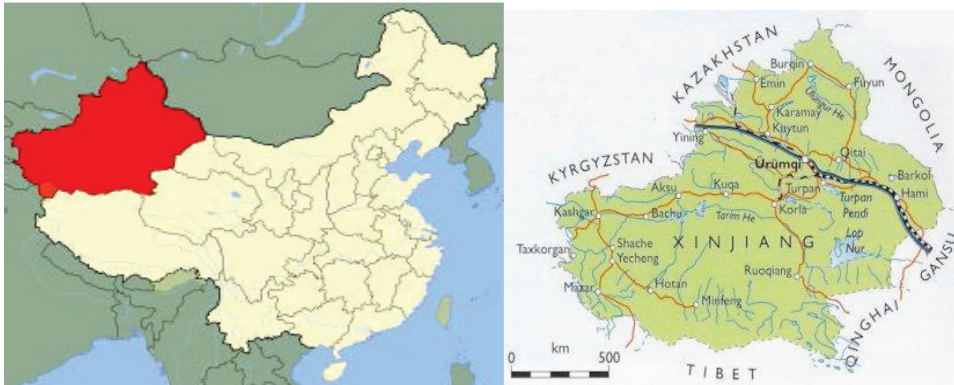 KAZAKHSTAN
MONGOLIA
Burqin
Emin
Fuyun
Ulungur He
Karamay
Kuytun
Yining
Ürümqi
Qitai
KYRGYZSTAN
Barkol
Hami
Aksu
Kuqa
Turpan
Turpan
Pendi
Kashgar
Bachu
Korla
Tarim He
Lop
Nur
Taxkorgan
XINJIANG
Shache
Yecheng
GANSU
Ruoqiang
Mazar
Hotan
Minfeng
QINGHAI
0 km 500
TIBET